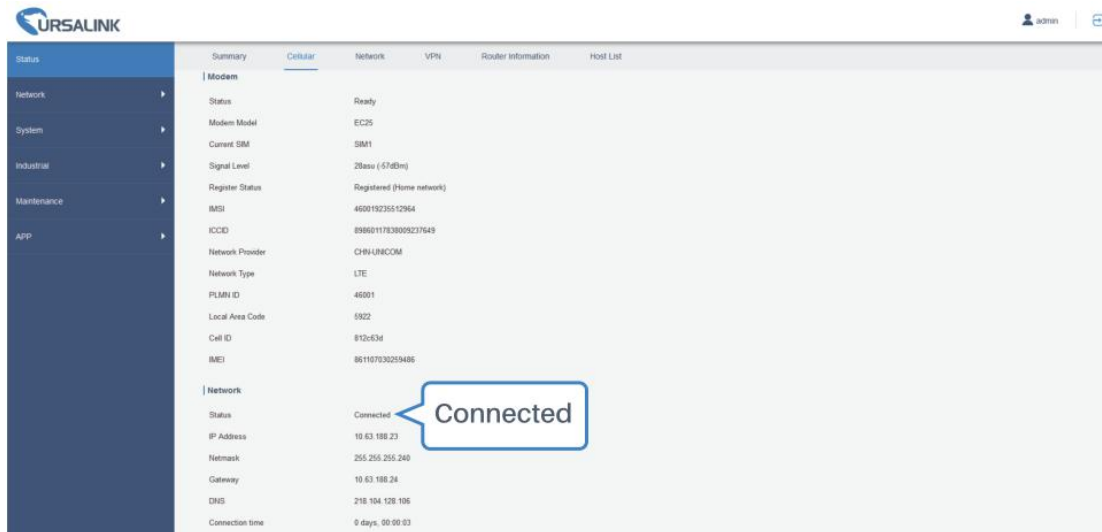 URSALINK
admin
Status
Network
System
Industrial
Maintenance
APP
Summary Cellular Network VPN Router Information Host List
Modem
Status Ready
Modem Model EC25
Current SIM SIM1
Signal Level 28asu (-57dBm)
Register Status Registered (Home network)
IMSI 460019235512964
ICCID 89860117838009237649
Network Provider CHN-UNICOM
Network Type LTE
PLMN ID 46001
Local Area Code 5922
Cell ID 812c63d
IMEI 861107030259486
Network
Status Connected
Connected
IP Address 10.63.188.23
Netmask 255.255.255.240
Gateway 10.63.188.24
DNS 218.104.128.106
Connection time 0 days, 00:00:03